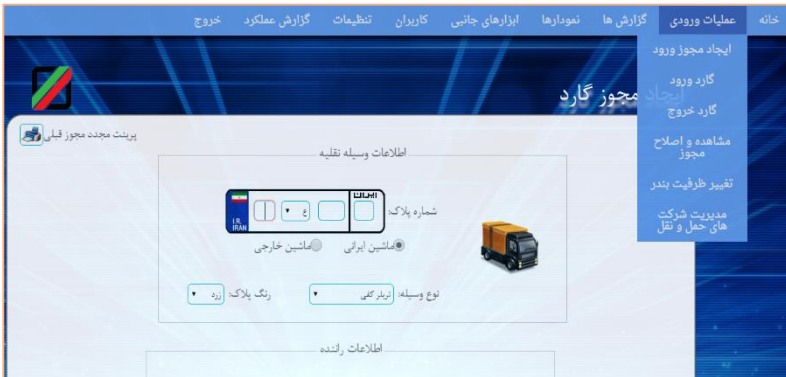 خانه
عملیات ورودی
گزارش ها
نمودارها
ابزارهای جانبی
کاربران
تنظیمات
گزارش عملکرد
خروج
ایجاد مجوز ورود
گارد ورود
گارد خروج
مشاهده و اصلاح
مجوز
تغییر ظرفیت بندر
مدیریت شرکت
های حمل و نقل
ایجاد مجوز گارد
پرینت مجدد مجوز قبلی
اطلاعات وسیله نقلیه
شماره پلاک:
ایران
ع
I.R.
IRAN
ماشین ایرانی
ماشین خارجی
نوع وسیله:
تریلر کفی
رنگ پلاک:
زرد
اطلاعات راننده